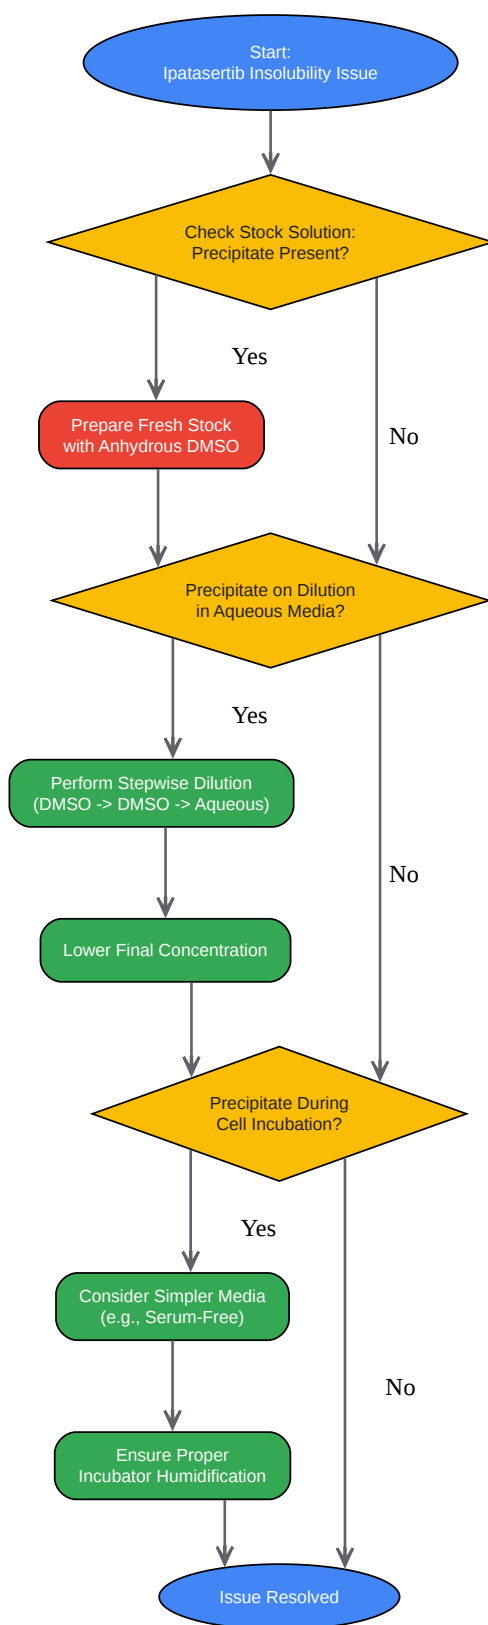 Start:
Ipatasertib Insolubility Issue
Check Stock Solution:
Precipitate Present?
Yes
Prepare Fresh Stock
with Anhydrous DMSO
No
Precipitate on Dilution
in Aqueous Media?
Yes
Perform Stepwise Dilution
(DMSO -> DMSO -> Aqueous)
No
Lower Final Concentration
Precipitate During
Cell Incubation?
Yes
Consider Simpler Media
(e.g., Serum-Free)
No
Ensure Proper
Incubator Humidification
Issue Resolved